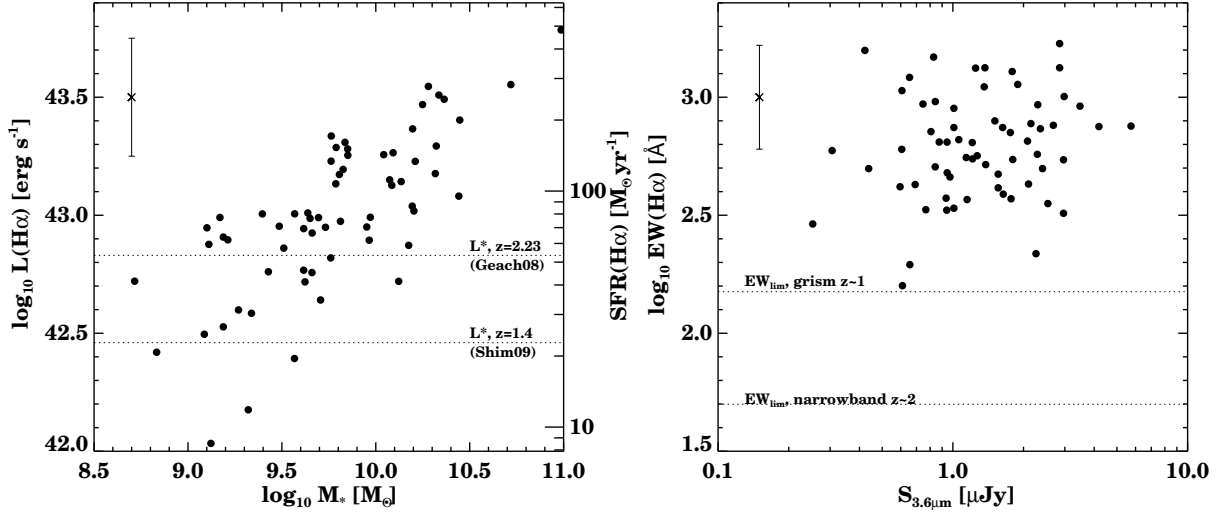 43.5
43.0
42.5
42.0
log₁₀ L(Hα) [erg s⁻¹]
L*, z=2.23
(Geach08)
L*, z=1.4
(Shim09)
100
10
SFR(Hα) [M☉yr⁻¹]
8.5 9.0 9.5 10.0 10.5 11.0
log₁₀ M* [M☉]
3.0
2.5
2.0
1.5
log₁₀ EW(Hα) [Å]
EWlim, grism z~1
EWlim, narrowband z~2
0.1 1.0 10.0
S₃.₆μm [μJy]